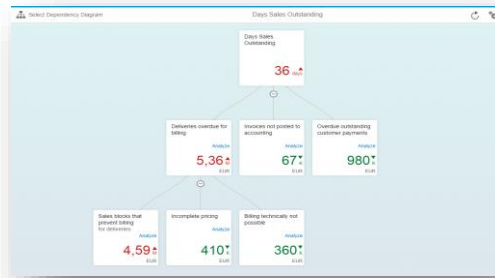 Select Dependency Diagram
Days Sales Outstanding
Days Sales
Outstanding
36
days
Deliveries overdue for
billing
Analyze
5,36
M
EUR
Invoices not posted to
accounting
Analyze
67
K
EUR
Overdue outstanding
customer payments
Analyze
980
K
EUR
Sales blocks that
prevent billing
for deliveries
Analyze
4,59
M
EUR
Incomplete pricing
Analyze
410
K
EUR
Billing technically not
possible
Analyze
360
K
EUR